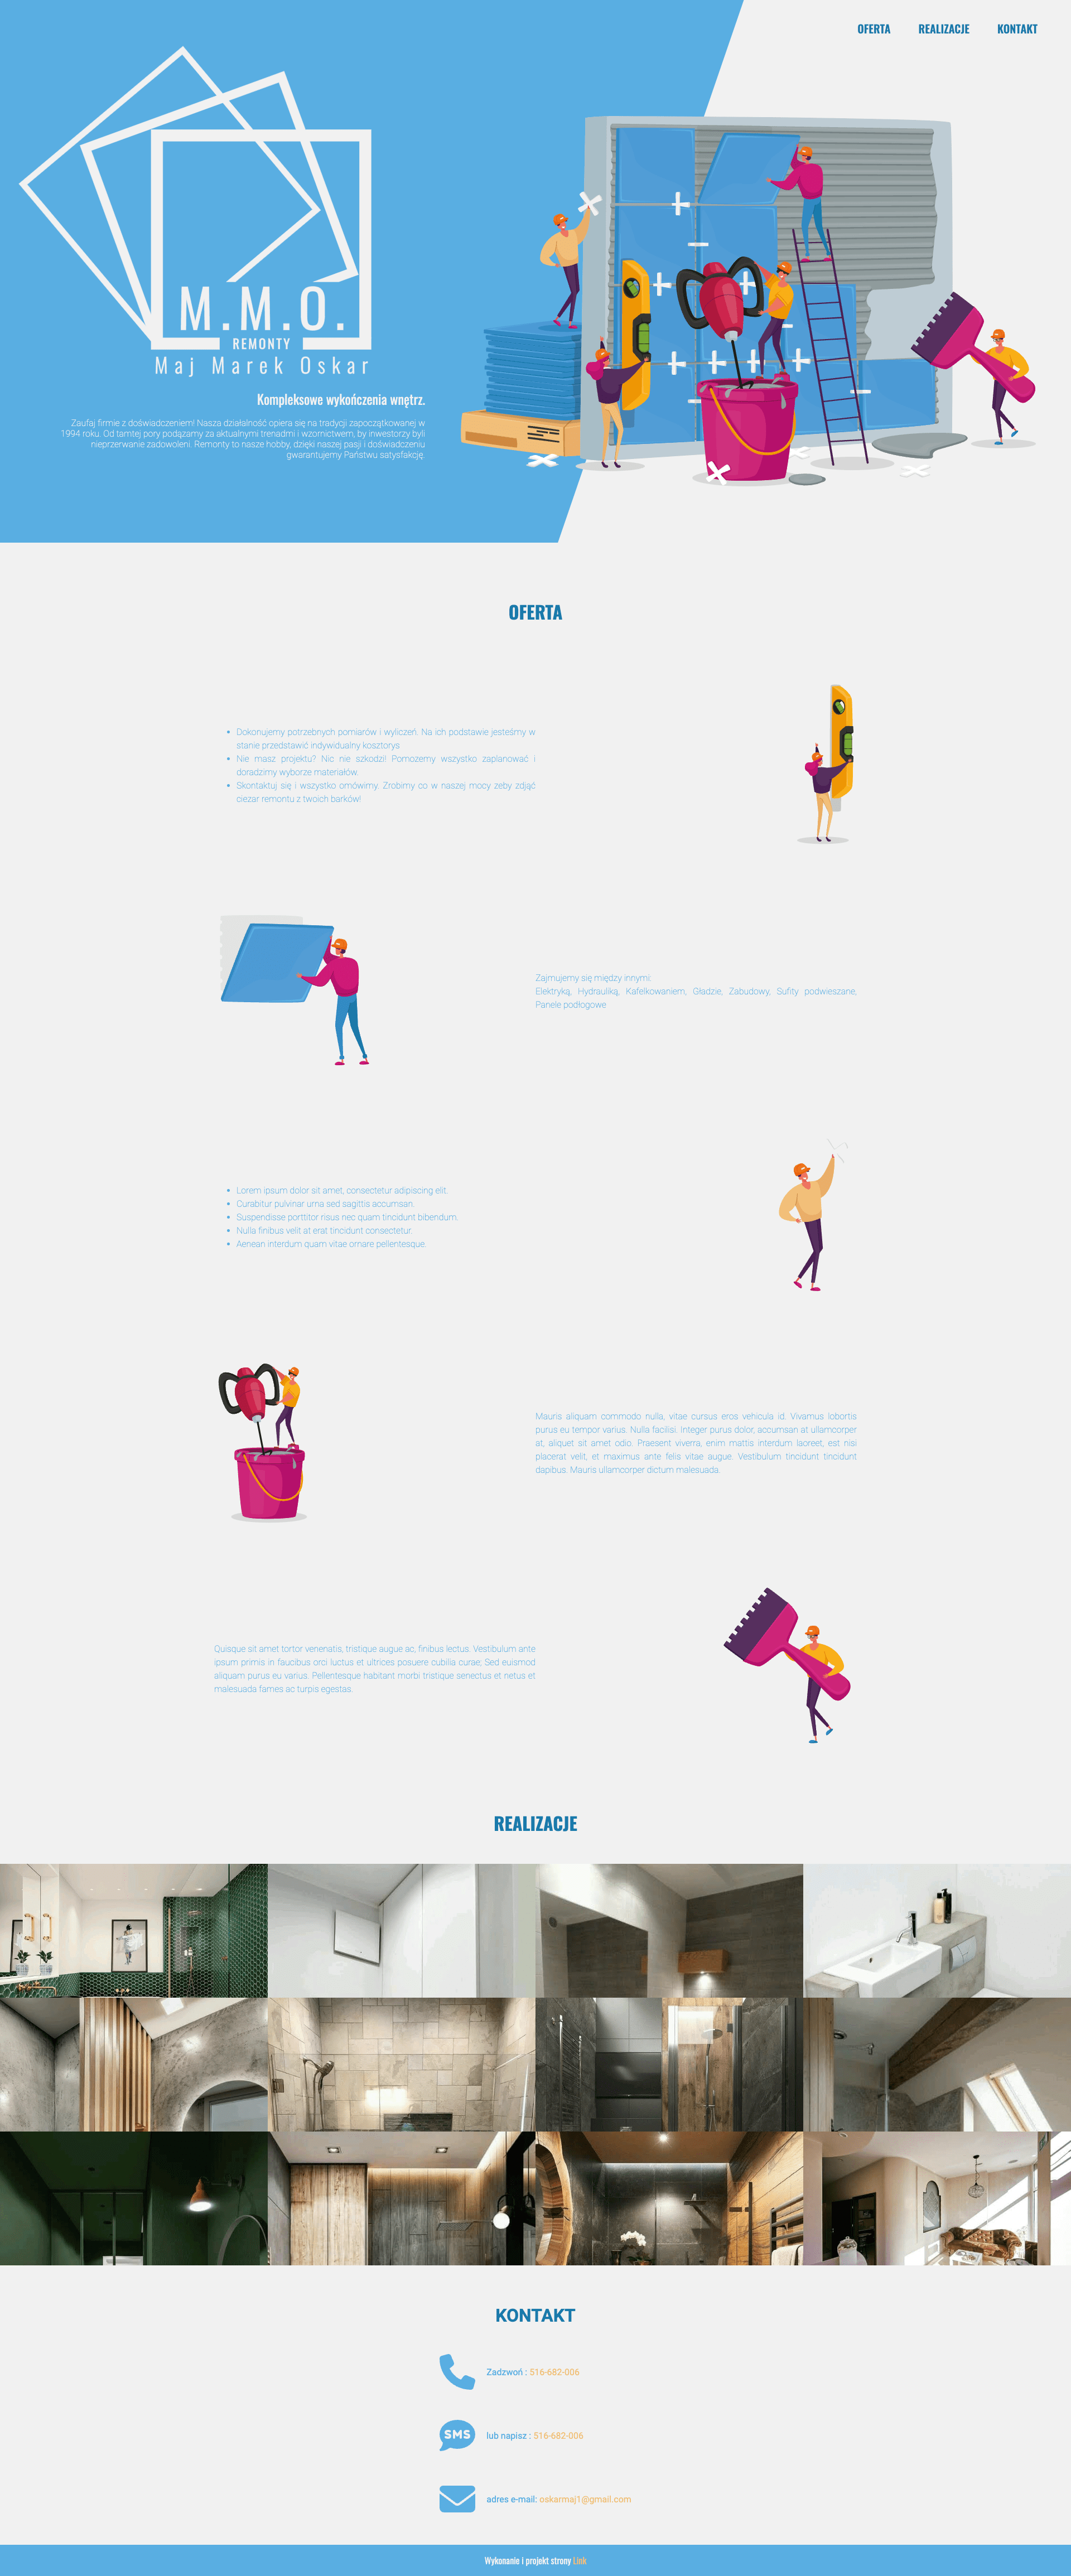 OFERTA
REALIZACJE
KONTAKT
M.M.O.
REMONTY
Maj Marek Oskar
Kompleksowe wykończenia wnętrz.
Zaufaj firmie z doświadczeniem! Nasza działalność opiera się na tradycji zapoczątkowanej w
1994 roku. Od tamtej pory podążamy za aktualnymi trenadmi i wzornictwem, by inwestorzy byli
nieprzerwanie zadowoleni. Remonty to nasze hobby, dzięki naszej pasji i doświadczeniu
gwarantujemy Państwu satysfakcję.
OFERTA
Dokonujemy potrzebnych pomiarów i wyliczeń. Na ich podstawie jesteśmy w
stanie przedstawić indywidualny kosztorys.
Nie masz projektu? Nic nie szkodzi! Pomożemy wszystko zaplanować i
doradzimy wyborze materiałów.
Skontaktuj się i wszystko omówimy. Zrobimy co w naszej mocy żeby zdjąć
ciężar remontu z twoich barków!
Zajmujemy się między innymi:
Elektryką, Hydrauliką, Kafelkowaniem, Gładzie, Zabudowy, Sufity podwieszane,
Panele podłogowe
Lorem ipsum dolor sit amet, consectetur adipiscing elit.
Curabitur pulvinar urna sed sagittis accumsan.
Suspendisse porttitor risus nec quam tincidunt bibendum.
Nulla finibus velit at erat tincidunt consectetur.
Aenean interdum quam vitae ornare pellentesque.
Mauris aliquam commodo nulla, vitae cursus eros vehicula id. Vivamus lobortis
purus eu tempor varius. Nulla facilisi. Integer purus dolor, accumsan at ullamcorper
at, aliquet sit amet odio. Praesent viverra, enim mattis interdum laoreet, est nisi
placerat velit, et maximus ante felis vitae augue. Vestibulum tincidunt tincidunt
dapibus. Mauris ullamcorper dictum malesuada.
Quisque sit amet tortor venenatis, tristique augue ac, finibus lectus. Vestibulum ante
ipsum primis in faucibus orci luctus et ultrices posuere cubilia curae; Sed euismod
aliquam purus eu varius. Pellentesque habitant morbi tristique senectus et netus et
malesuada fames ac turpis egestas.
REALIZACJE
KONTAKT
Zadzwoń : 516-682-006
SMS
lub napisz : 516-682-006
adres e-mail: oskarmaj1@gmail.com
Wykonanie i projekt strony Link